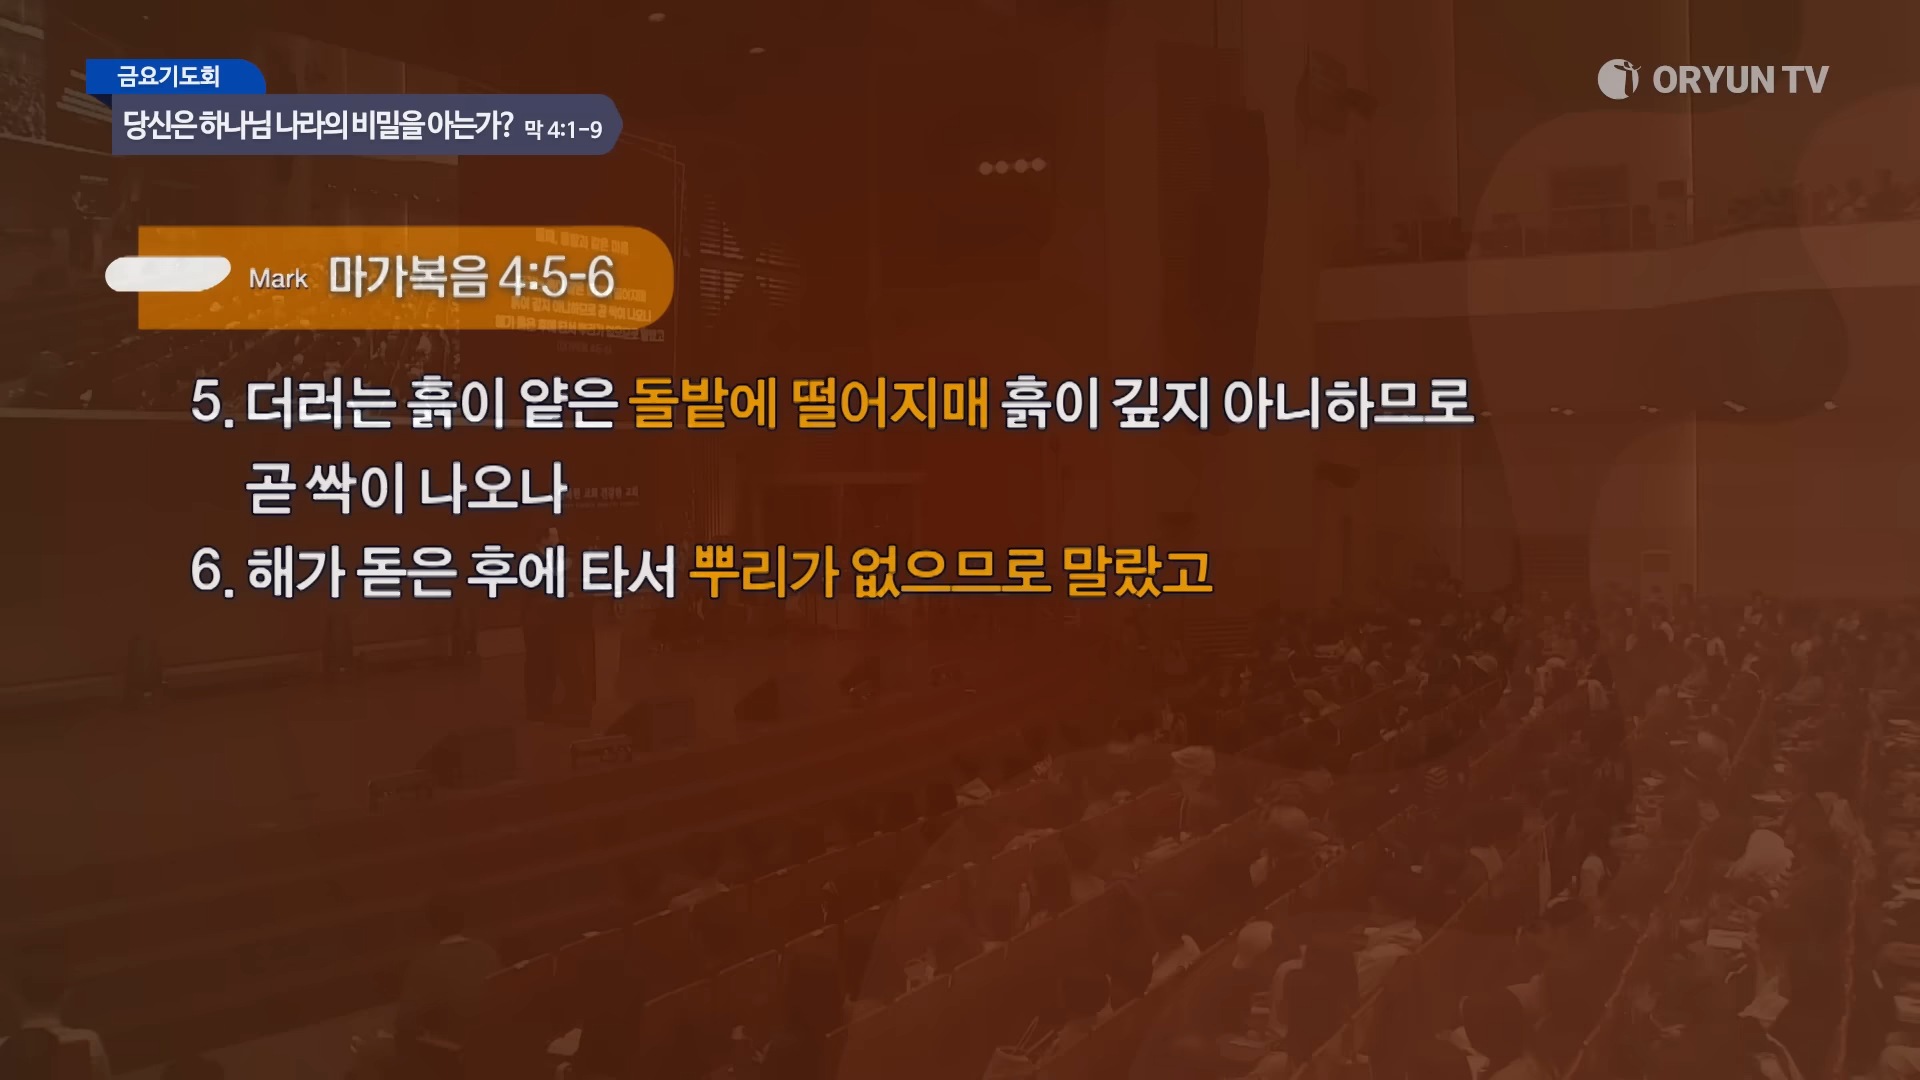 금요기도회
ORYUN TV
당신은 하나님 나라의 비밀을 아는가? 막 4:1-9
Mark 마가복음 4:5-6
5. 더러는 흙이 얕은 돌밭에 떨어지매 흙이 깊지 아니하므로
곧 싹이 나오나
6. 해가 돋은 후에 타서 뿌리가 없으므로 말랐고